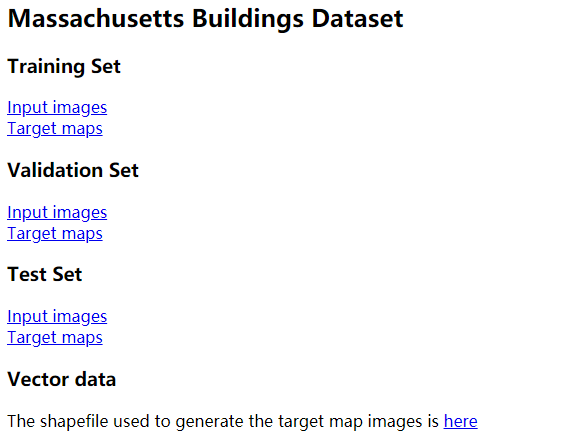 Massachusetts Buildings Dataset
Training Set
Input images
Target maps
Validation Set
Input images
Target maps
Test Set
Input images
Target maps
Vector data
The shapefile used to generate the target map images is here